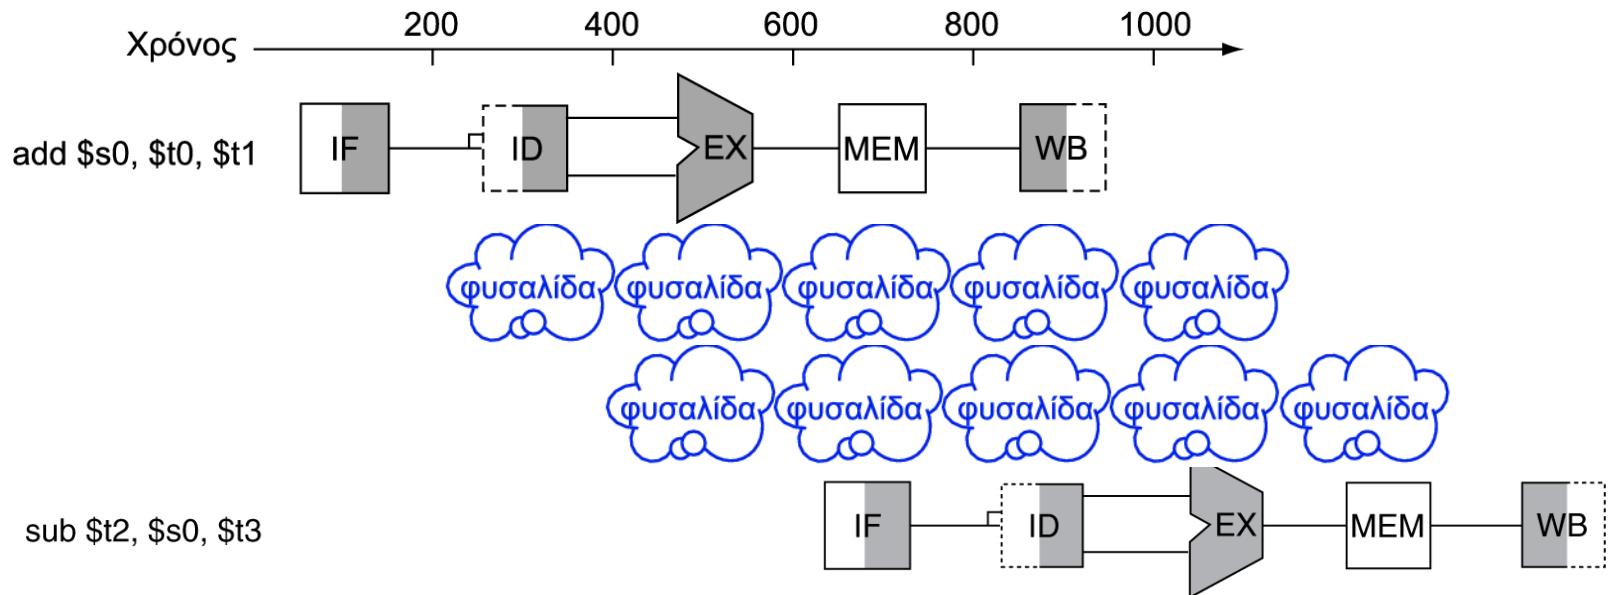 200 400 600 800 1000
Χρόνος
add $s0, $t0, $t1 IF ID EX MEM WB
φυσαλίδα φυσαλίδα φυσαλίδα φυσαλίδα φυσαλίδα
φυσαλίδα φυσαλίδα φυσαλίδα φυσαλίδα φυσαλίδα
sub $t2, $s0, $t3 IF ID EX MEM WB